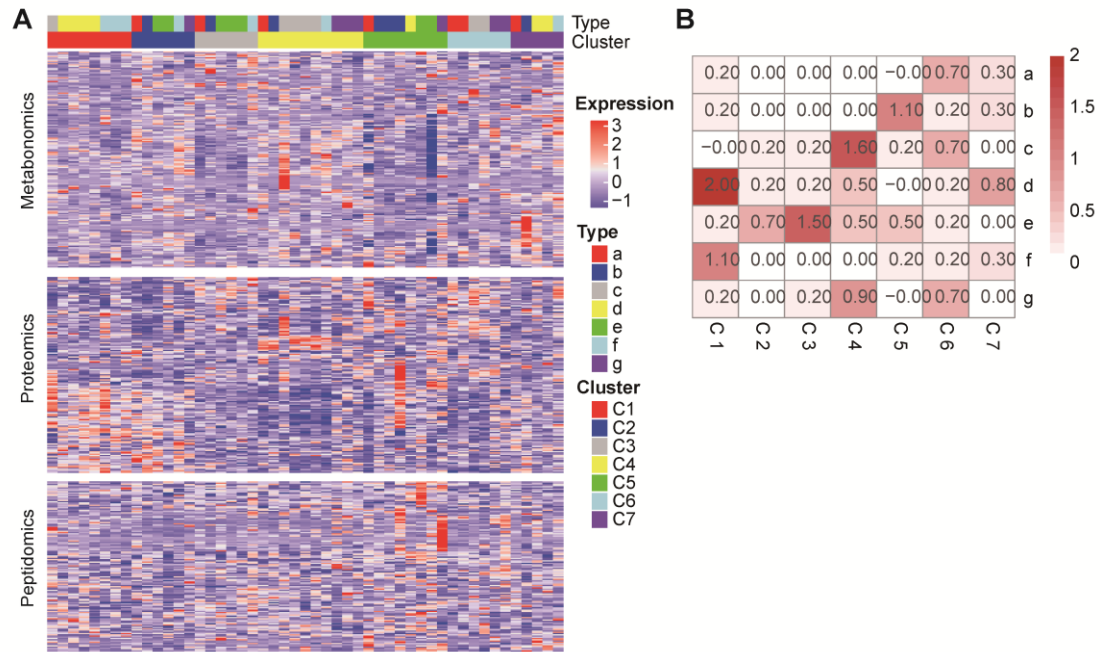 A
Type
Cluster
Metabonomics
Proteomics
Peptidomics
Expression
3
2
1
0
−1
Type
a
b
c
d
e
f
g
Cluster
C1
C2
C3
C4
C5
C6
C7
B
0.20 0.00 0.00 0.00 −0.00 0.70 0.30 a
0.20 0.00 0.00 0.00 1.10 0.20 0.30 b
−0.00 0.20 0.20 1.60 0.20 0.70 0.00 c
2.00 0.20 0.20 0.50 −0.00 0.20 0.80 d
0.20 0.70 1.50 0.50 0.50 0.20 0.00 e
1.10 0.00 0.00 0.00 0.20 0.20 0.30 f
0.20 0.00 0.20 0.90 −0.00 0.70 0.00 g
C 1
C 2
C 3
C 4
C 5
C 6
C 7
2
1.5
1
0.5
0